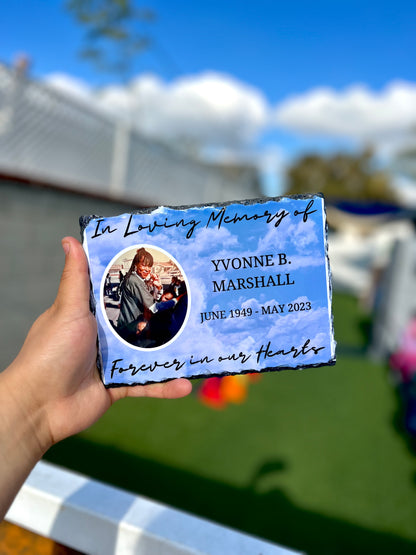 In Loving Memory of
YVONNE B.
MARSHALL
JUNE 1949 - MAY 2023
Forever in our Hearts